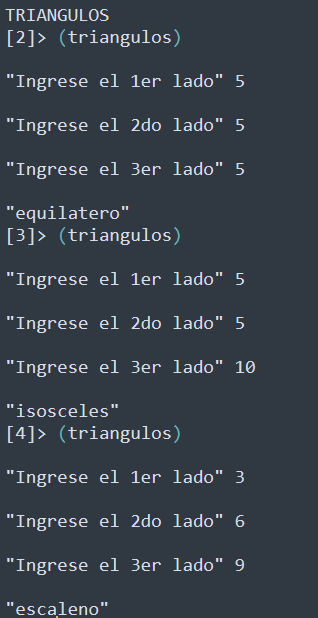 TRIANGULOS
[2]> (triangulos)
"Ingrese el 1er lado" 5
"Ingrese el 2do lado" 5
"Ingrese el 3er lado" 5
"equilatero"
[3]> (triangulos)
"Ingrese el 1er lado" 5
"Ingrese el 2do lado" 5
"Ingrese el 3er lado" 10
"isosceles"
[4]> (triangulos)
"Ingrese el 1er lado" 3
"Ingrese el 2do lado" 6
"Ingrese el 3er lado" 9
"escaleno"